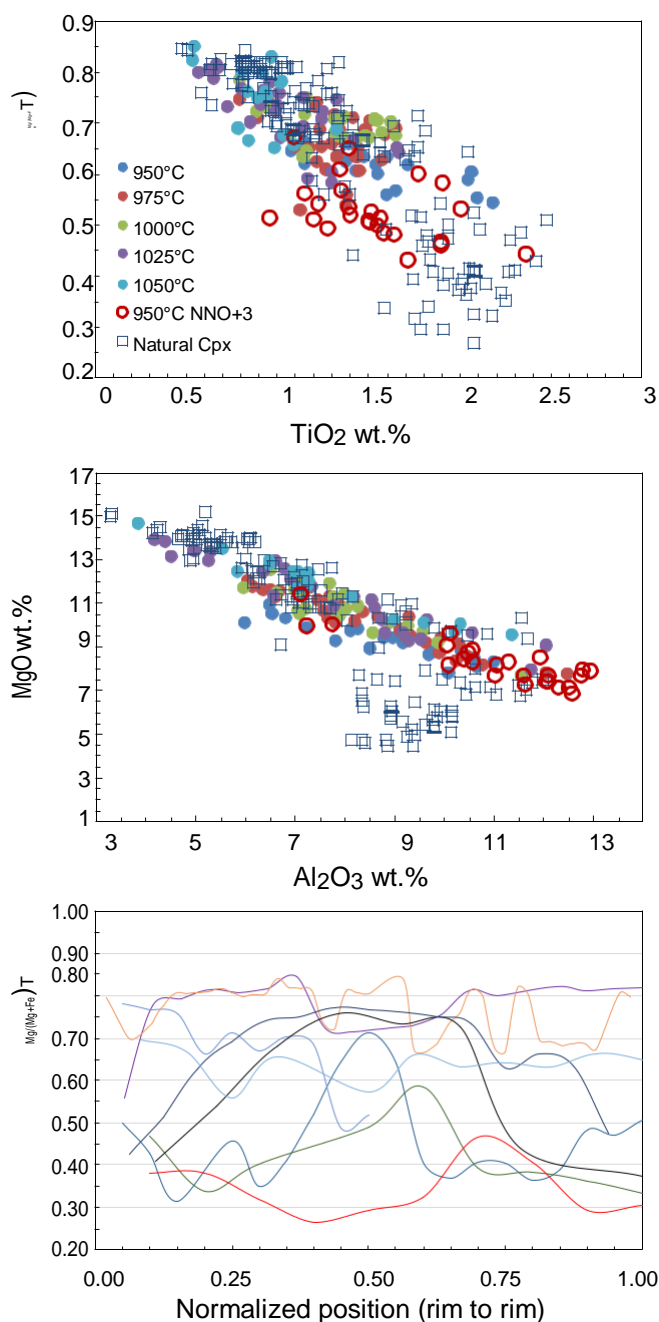 0.9
0.8
0.7
0.6
0.5
0.4
0.3
0.2
T)
950°C
975°C
1000°C
1025°C
1050°C
950°C NNO+3
Natural Cpx
0 0.5 1 1.5 2 2.5 3
TiO2 wt.%
17
15
13
11
9
7
5
3
1
MgO wt.%
3 5 7 9 11 13
Al2O3 wt.%
1.00
0.90
0.80
0.70
0.60
0.50
0.40
0.30
0.20
Mg/(Mg+Fe)T
0.00 0.25 0.50 0.75 1.00
Normalized position (rim to rim)